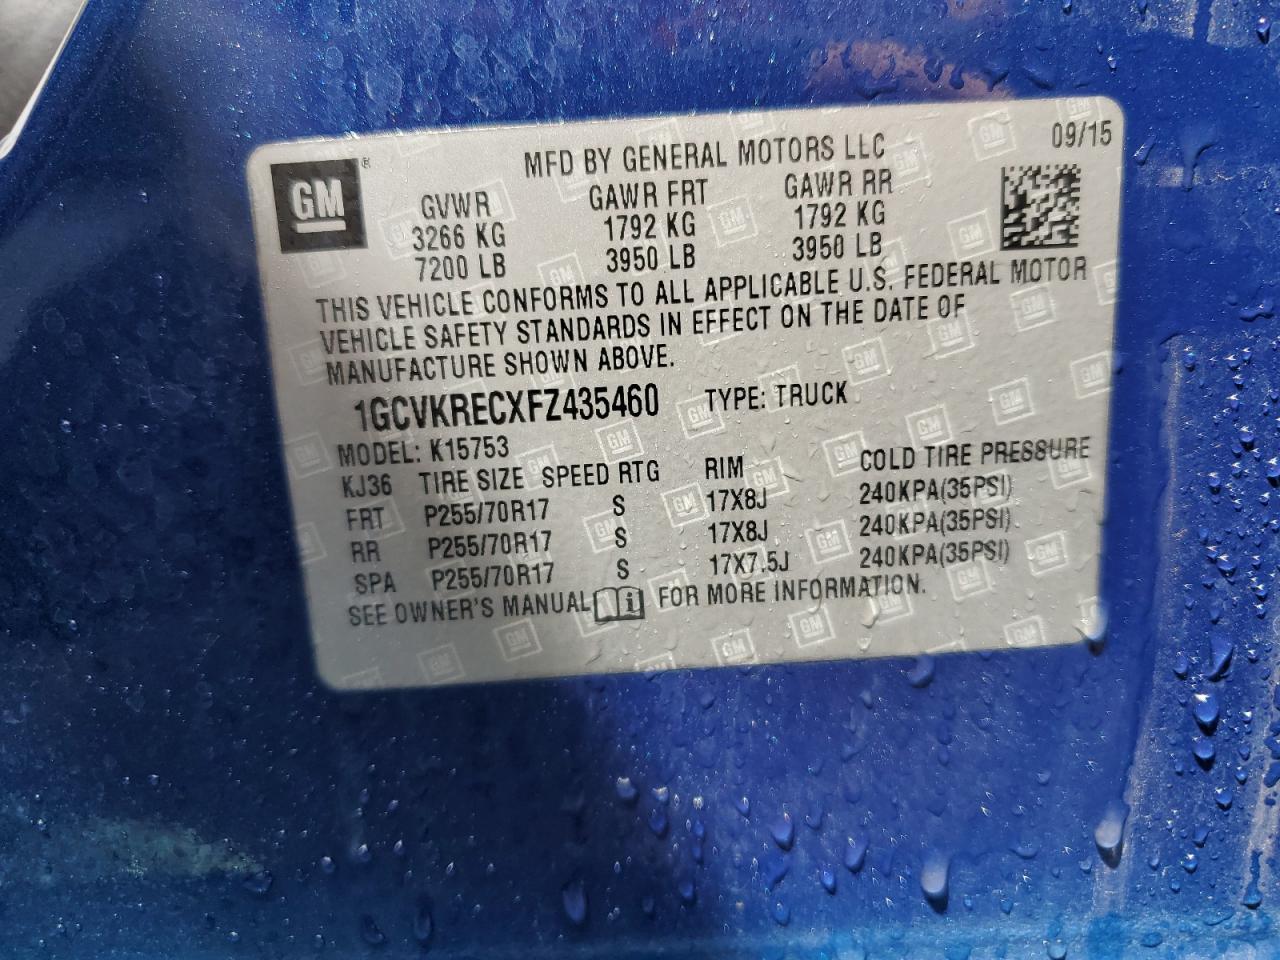 GM®
MFD BY GENERAL MOTORS LLC
09/15
GVWR GAWR FRT GAWR RR
3266 KG 1792 KG 1792 KG
7200 LB 3950 LB 3950 LB
THIS VEHICLE CONFORMS TO ALL APPLICABLE U.S. FEDERAL MOTOR
VEHICLE SAFETY STANDARDS IN EFFECT ON THE DATE OF
MANUFACTURE SHOWN ABOVE.
1GCVKRECXFZ435460 TYPE: TRUCK
MODEL: K15753
KJ36 TIRE SIZE SPEED RTG RIM COLD TIRE PRESSURE
FRT P255/70R17 S 17X8J 240KPA(35PSI)
RR P255/70R17 S 17X8J 240KPA(35PSI)
SPA P255/70R17 S 17X7.5J 240KPA(35PSI)
SEE OWNER'S MANUAL FOR MORE INFORMATION.